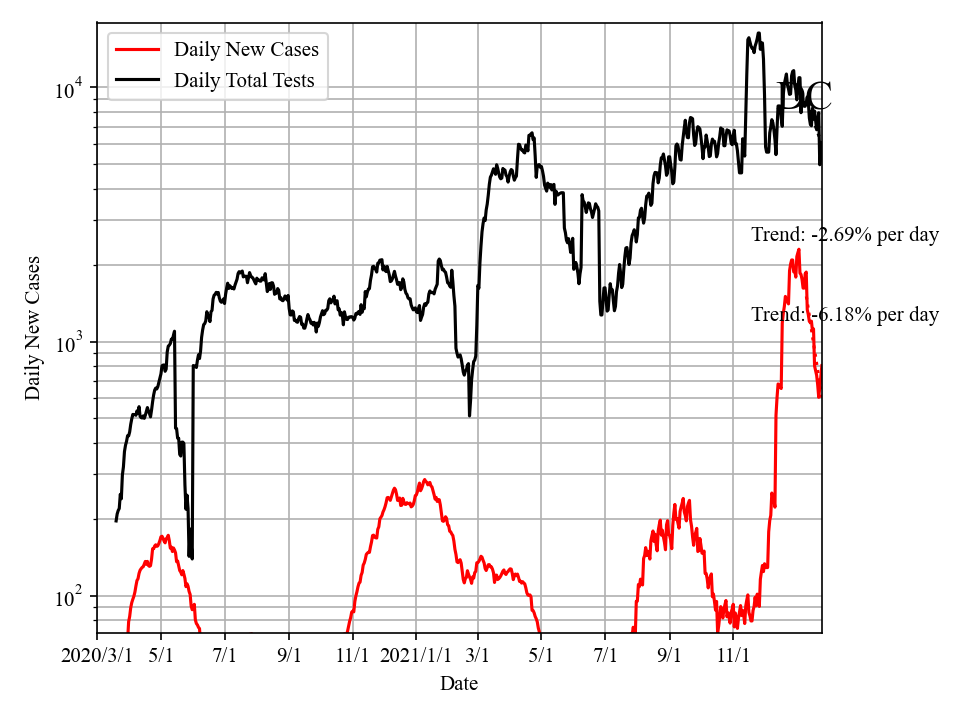 Daily New Cases
Daily Total Tests
DC
10^4
Trend: -2.69% per day
Trend: -6.18% per day
10^3
10^2
Daily New Cases
2020/3/1 5/1 7/1 9/1 11/1 2021/1/1 3/1 5/1 7/1 9/1 11/1
Date